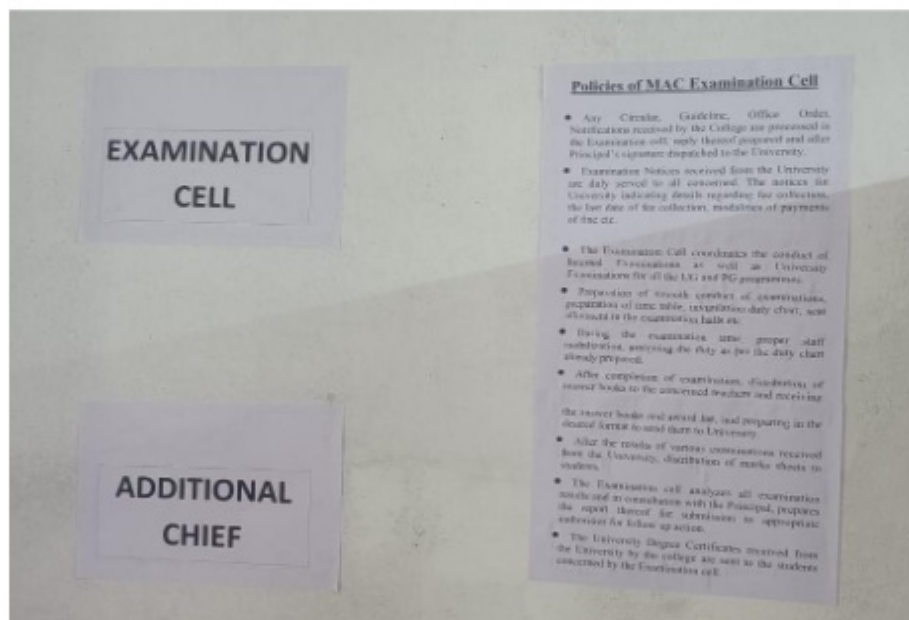 EXAMINATION
CELL
ADDITIONAL
CHIEF
Policies of MAC Examination Cell
• Any Circular, Guideline, Office Order,
Notifications received by the College are processed in
the Examination cell, reply thereof prepared and after
Principal's signature dispatched to the University.
• Examination Notices received from the University
are duly served to all concerned. The notices for
University indicating details regarding fee collection,
the last date of fee collection, modalities of payments
of fine etc.
• The Examination Cell coordinates the conduct of
Internal Examinations as well as University
Examinations for all the UG and PG programmes.
• Preparation of smooth conduct of examinations,
preparation of time table, invigilation duty chart, seat
allotment in the examination halls etc
• During the examination time proper staff
mobilization, assigning the duty as per the duty chart
already prepared.
• After completion of examination, distribution of
answer books to the concerned teachers and receiving
the answer books and award list, and preparing in the
desired format to send them to University
• After the results of various examinations received
from the University, distribution of marks sheets to
students.
• The Examination cell analyzes all examination
results and in consultation with the Principal, prepares
the report thereof for submission to appropriate
authorities for follow up action.
• The University Degree Certificates received from
the University by the college are sent to the students
concerned by the Examination cell.